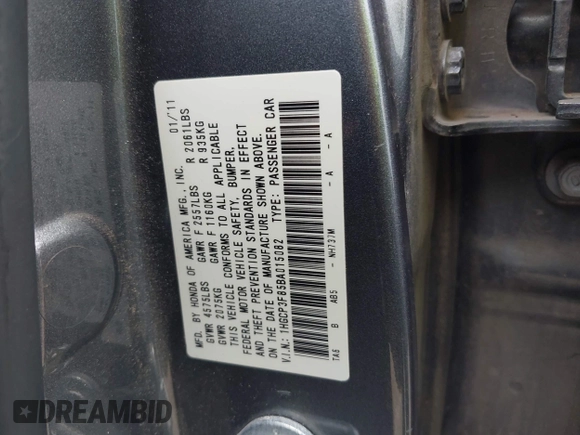 MFD. BY HONDA OF AMERICA MFG., INC. 01/'11
GVWR 4575LBS GAWR F 2557LBS R 2061LBS
GVWR 2075KG GAWR F 1160KG R 935KG
THIS VEHICLE CONFORMS TO ALL APPLICABLE
FEDERAL MOTOR VEHICLE SAFETY, BUMPER,
AND THEFT PREVENTION STANDARDS IN EFFECT
ON THE DATE OF MANUFACTURE SHOWN ABOVE.
V.I.N.: 1HGCP3F85BA015082 TYPE: PASSENGER CAR
TA6 B AB5 - NH737M - A - A
DREAMBID